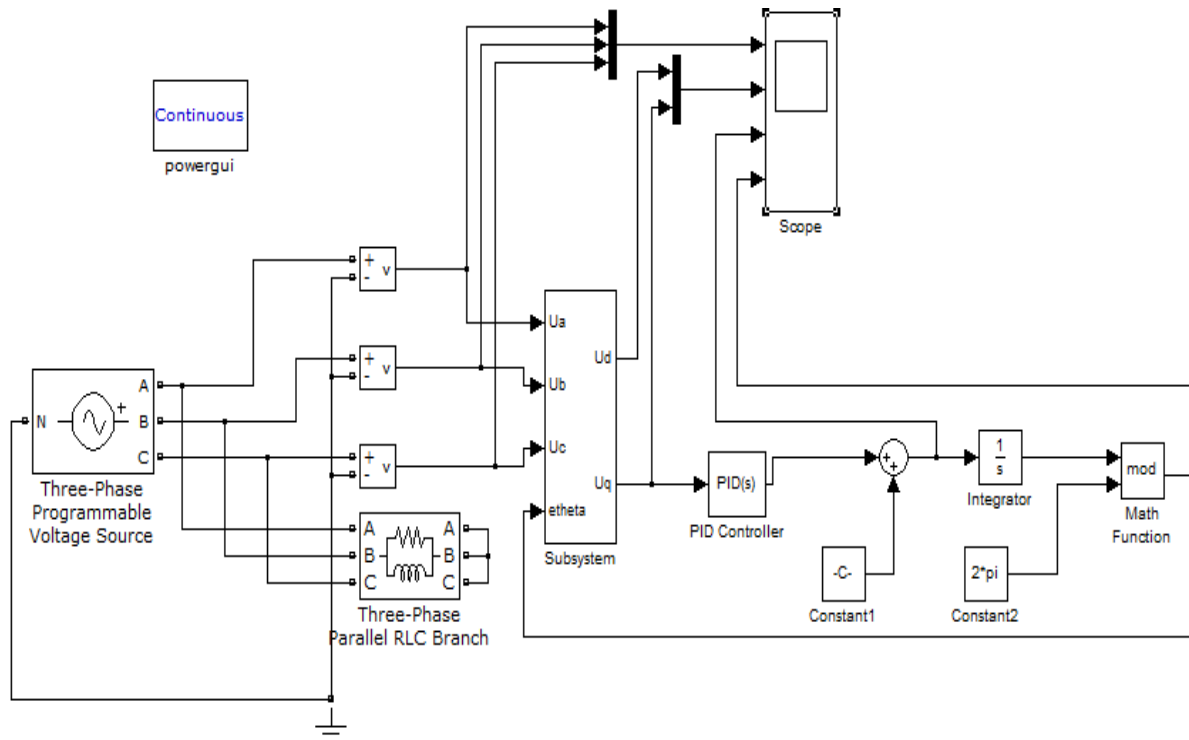 Continuous
powergui
Scope
+
-
v
+
-
v
+
-
v
N
+
A
B
C
Three-Phase
Programmable
Voltage Source
A
B
C
A
B
C
Three-Phase
Parallel RLC Branch
Ua
Ub
Uc
etheta
Ud
Uq
Subsystem
PID(s)
PID Controller
+
+
-C-
Constant1
1
s
Integrator
2*pi
Constant2
mod
Math
Function